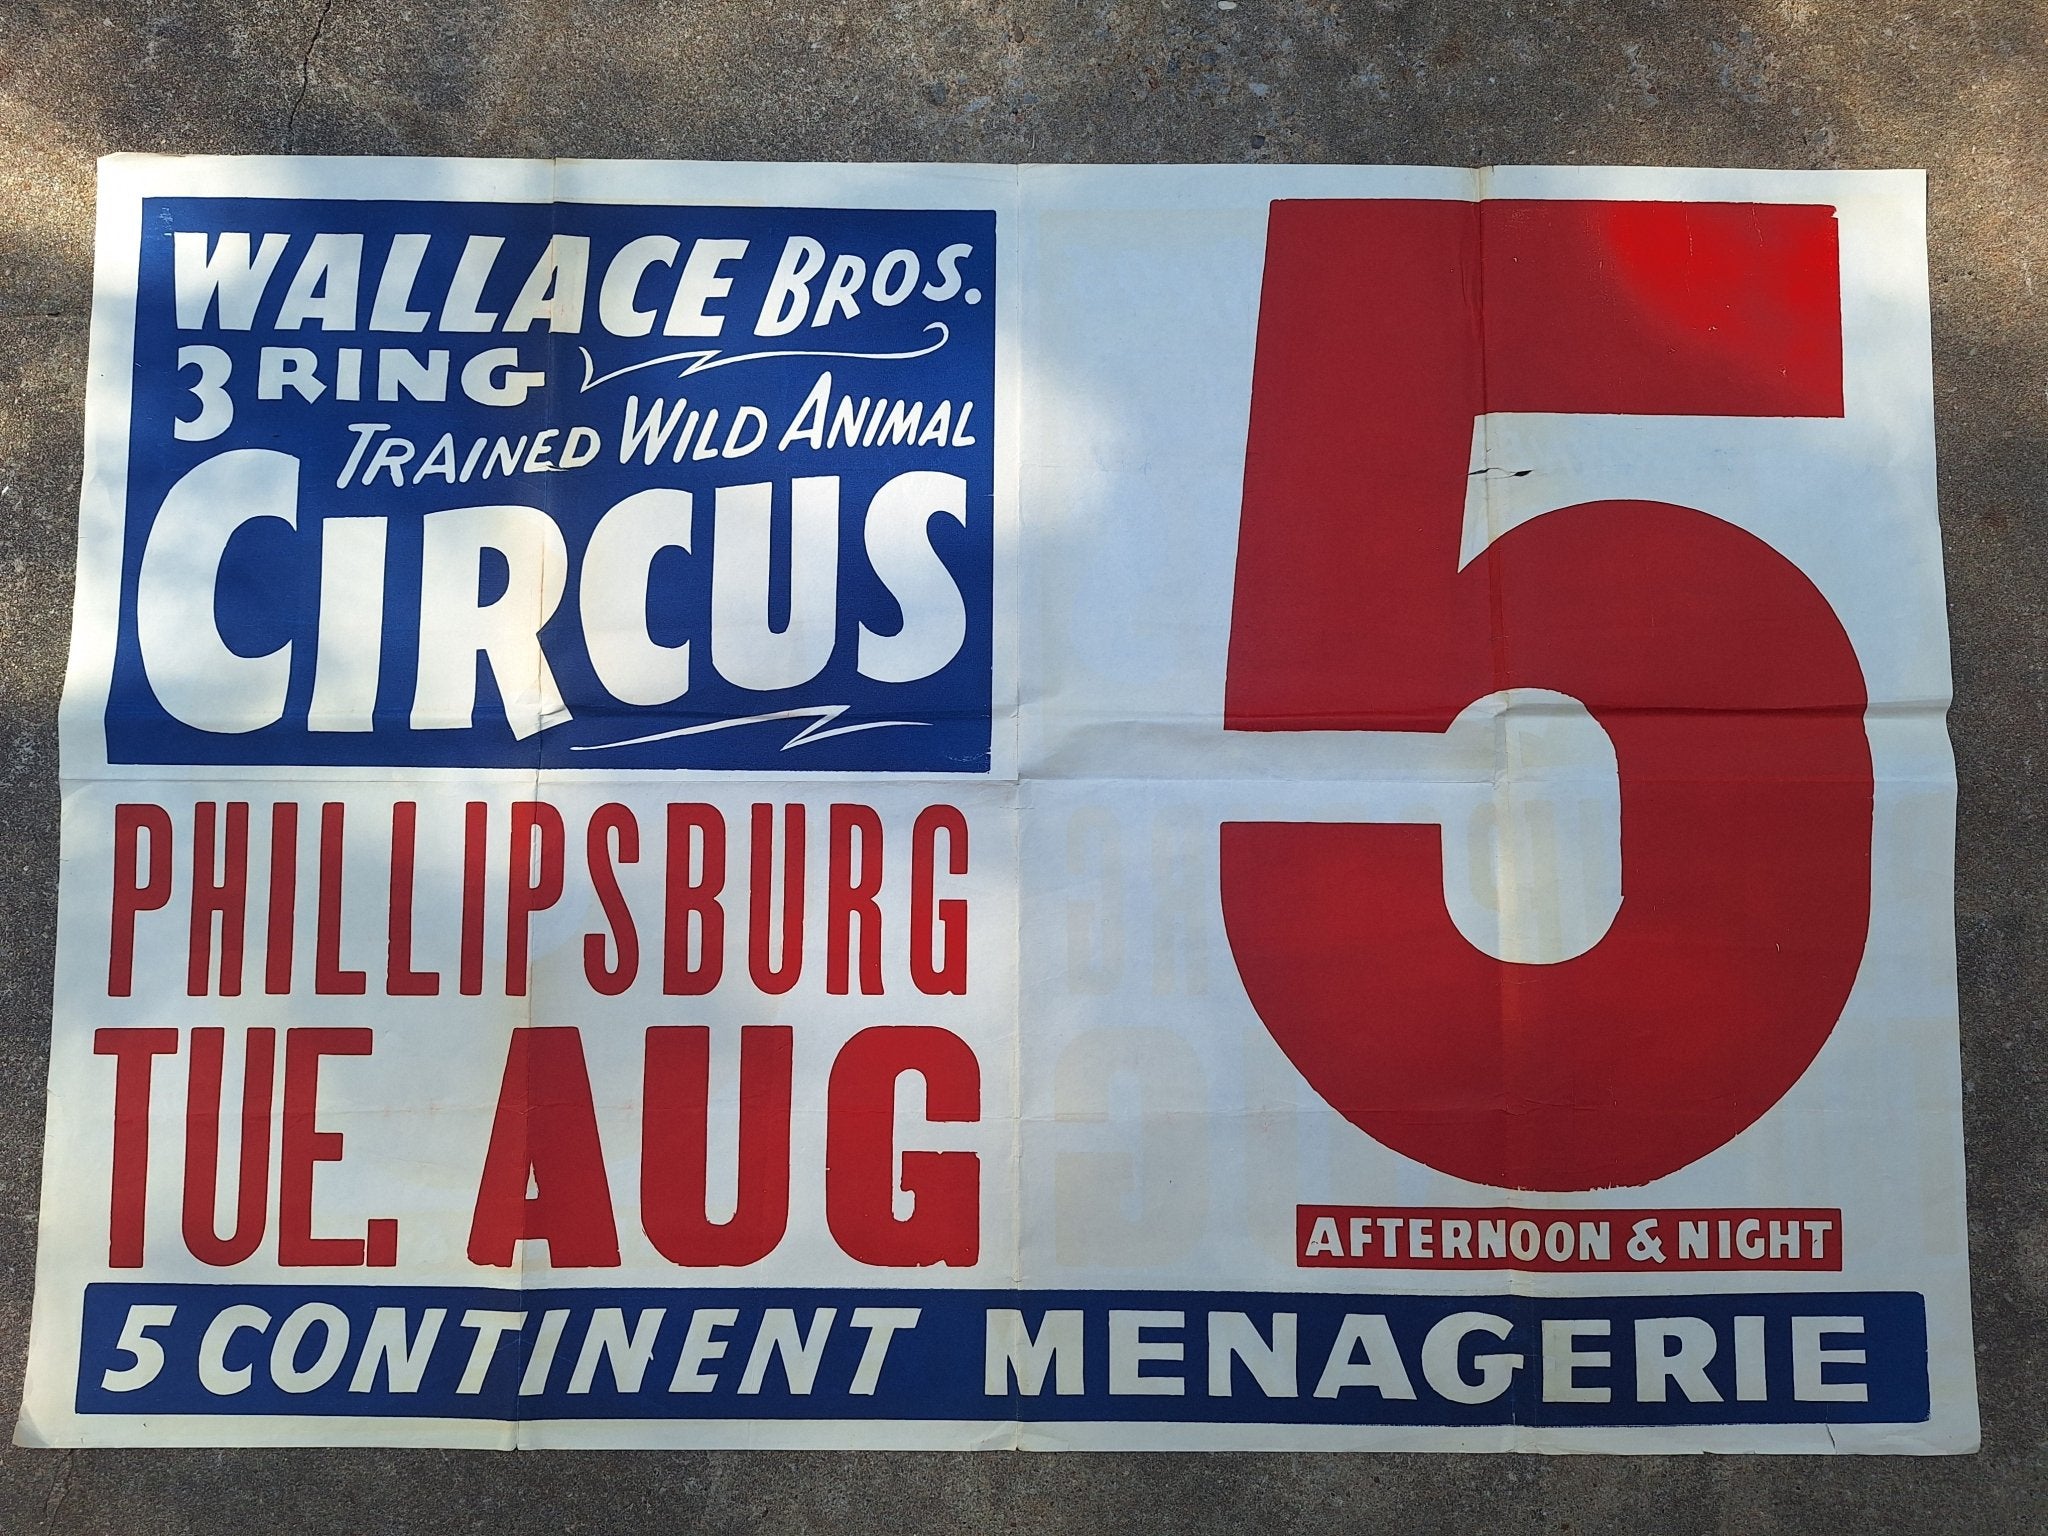 WALLACE BROS.
3 RING
TRAINED WILD ANIMAL
CIRCUS
PHILLIPSBURG
TUE. AUG
5
AFTERNOON & NIGHT
5 CONTINENT MENAGERIE